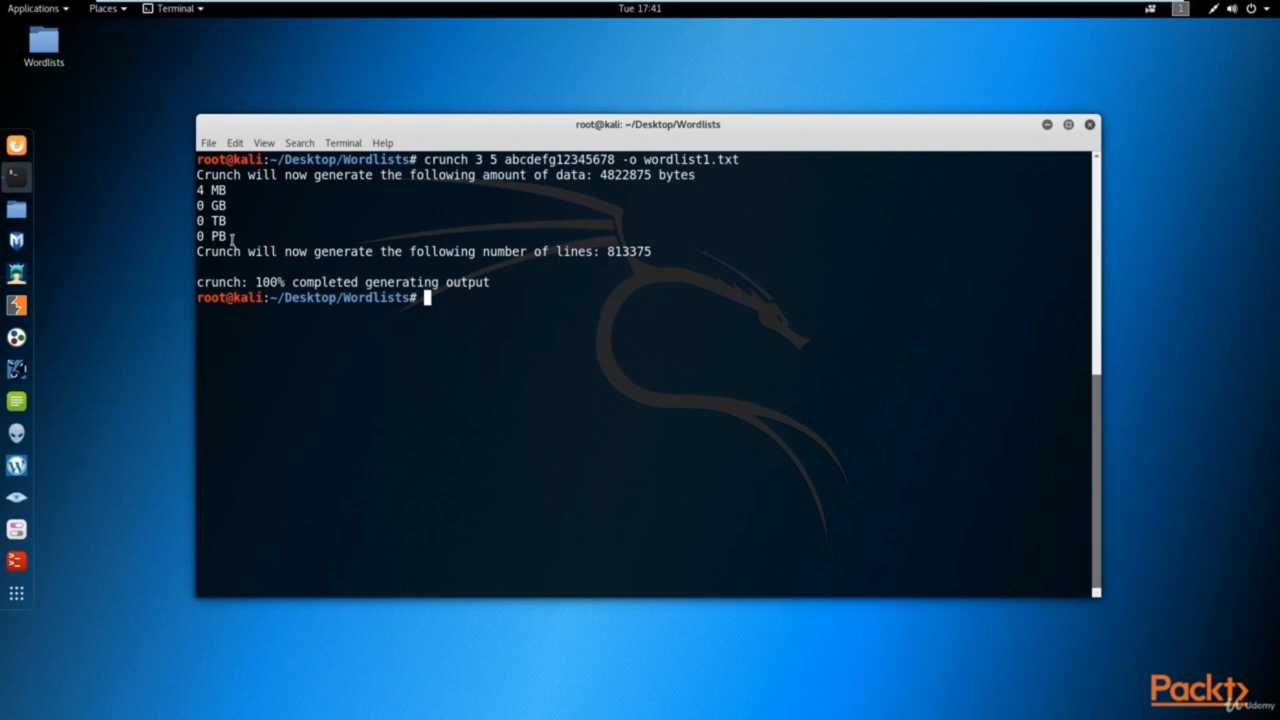 Applications Places Terminal Tue 17:41 1
Wordlists
root@kali: ~/Desktop/Wordlists
File Edit View Search Terminal Help
root@kali:~/Desktop/Wordlists# crunch 3 5 abcdefg12345678 -o wordlist1.txt
Crunch will now generate the following amount of data: 4822875 bytes
4 MB
0 GB
0 TB
0 PB
Crunch will now generate the following number of lines: 813375
crunch: 100% completed generating output
root@kali:~/Desktop/Wordlists#
Packt
Udemy